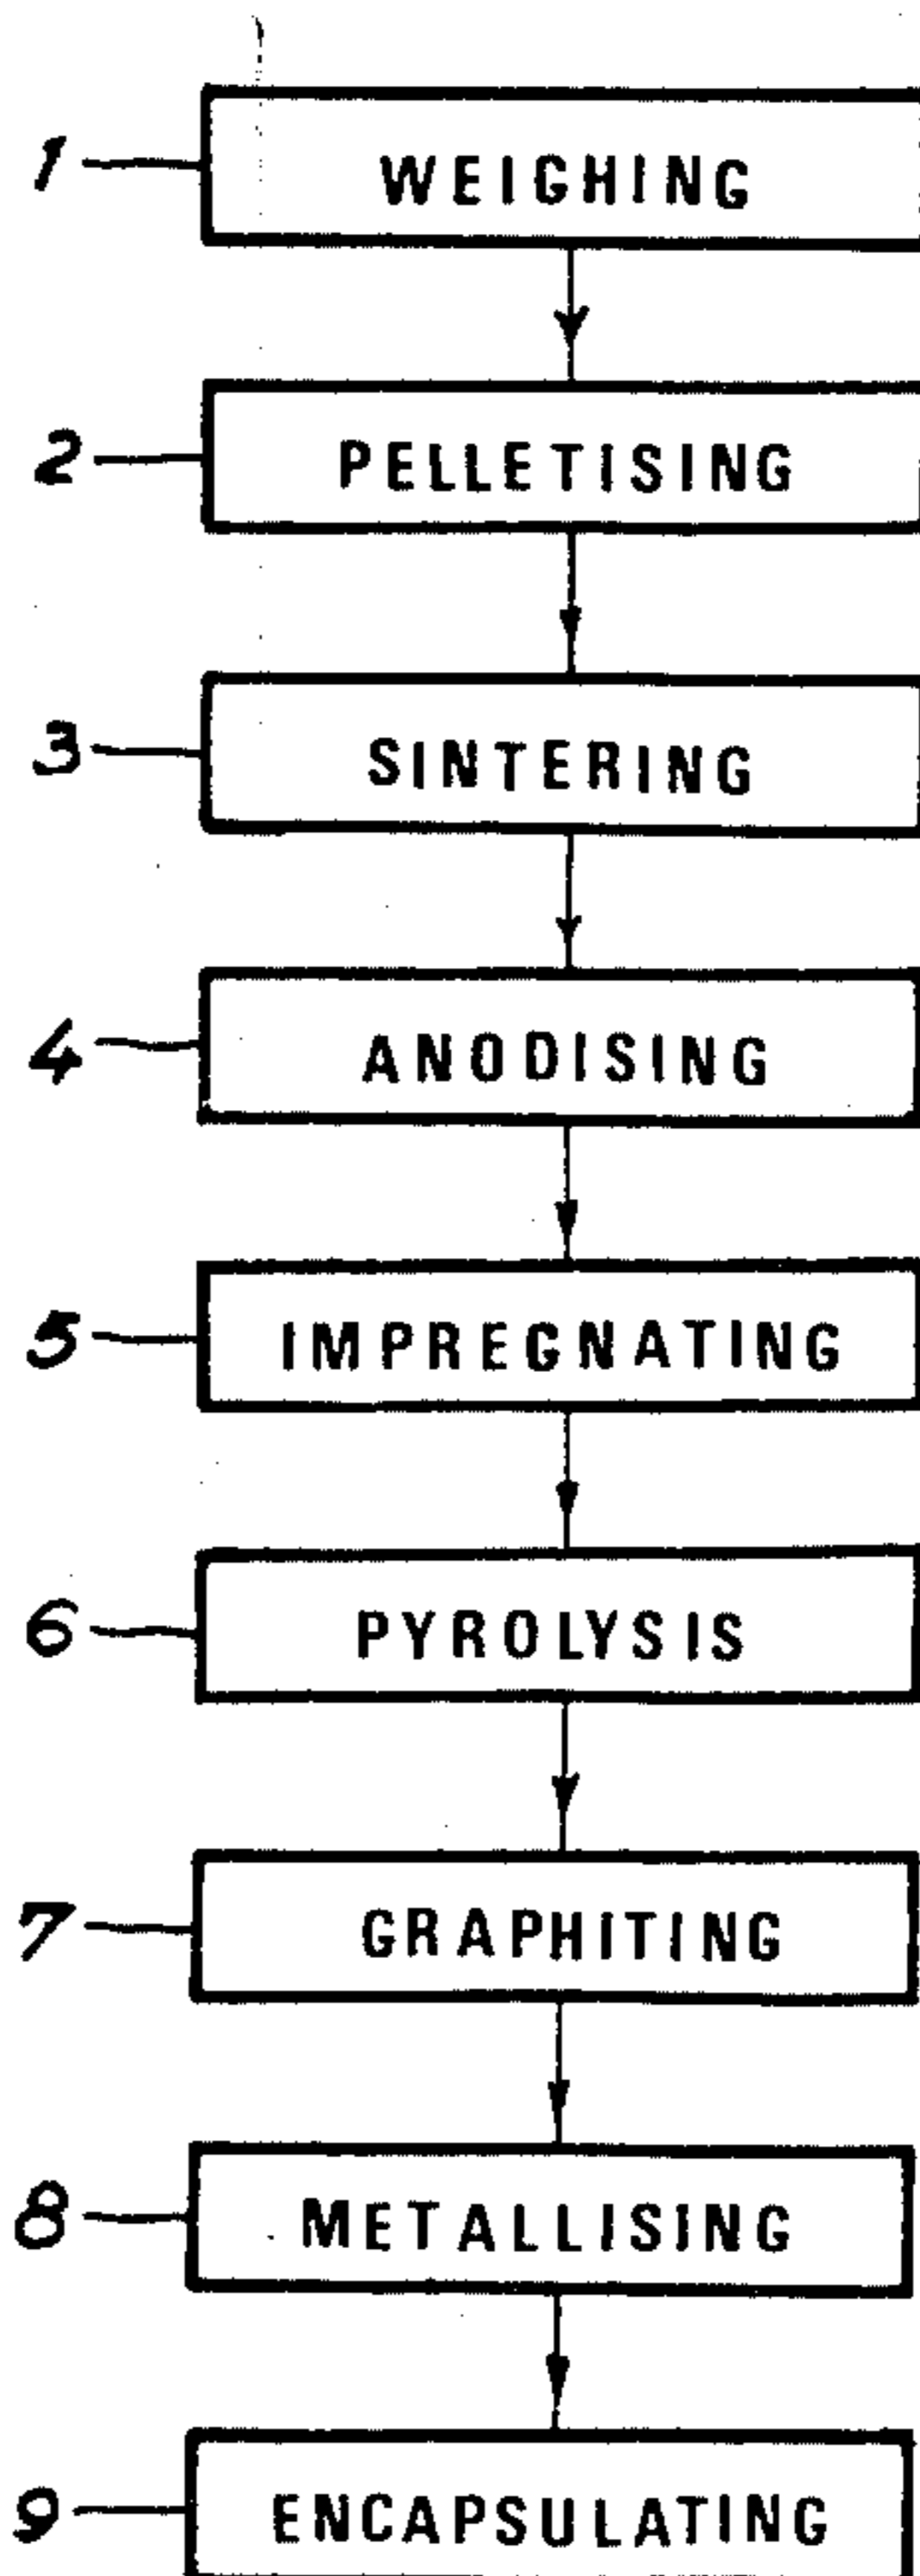 1 WEIGHING
2 PELLETISING
3 SINTERING
4 ANODISING
5 IMPREGNATING
6 PYROLYSIS
7 GRAPHITING
8 METALLISING
9 ENCAPSULATING